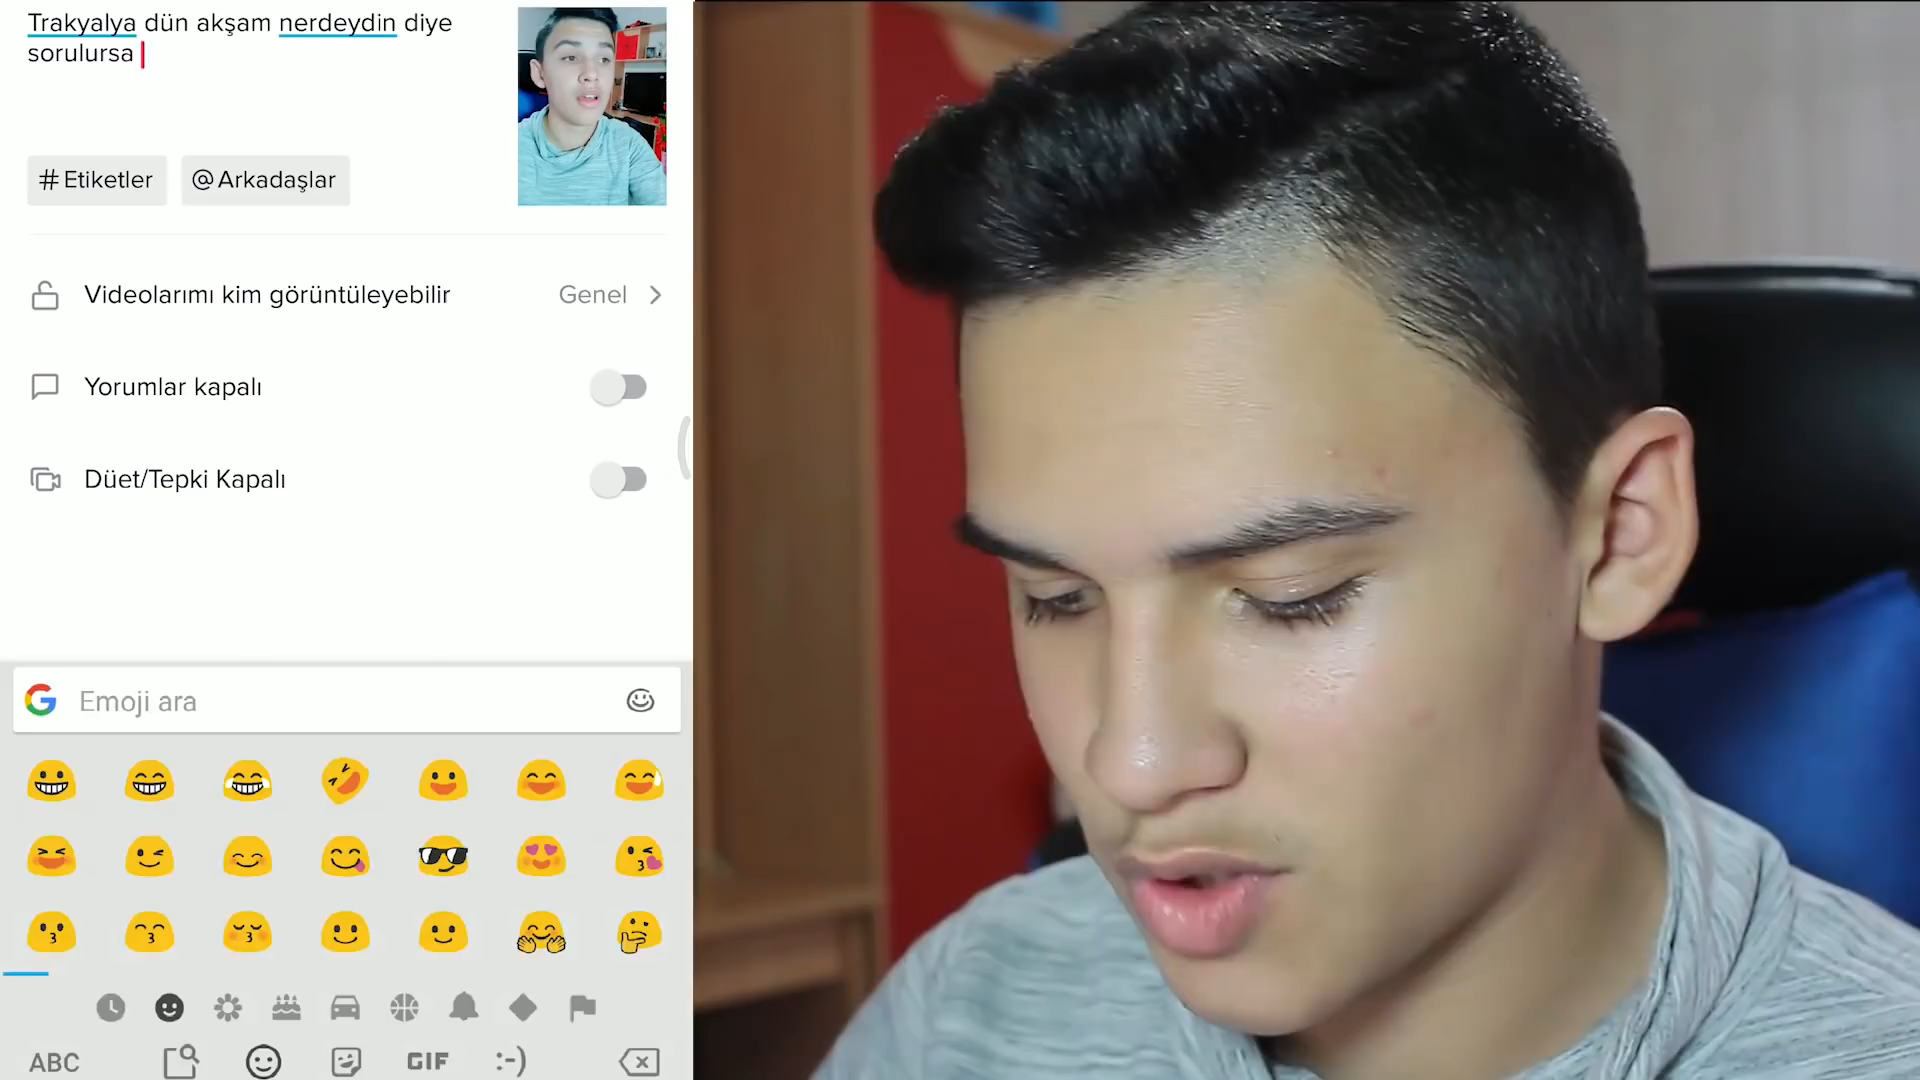 Trakyalya dün akşam nerdeydin diye
sorulursa
#Etiketler
@Arkadaşlar
Videolarımı kim görüntüleyebilir
Genel
Yorumlar kapalı
Düet/Tepki Kapalı
Emoji ara
ABC
GIF
:-)